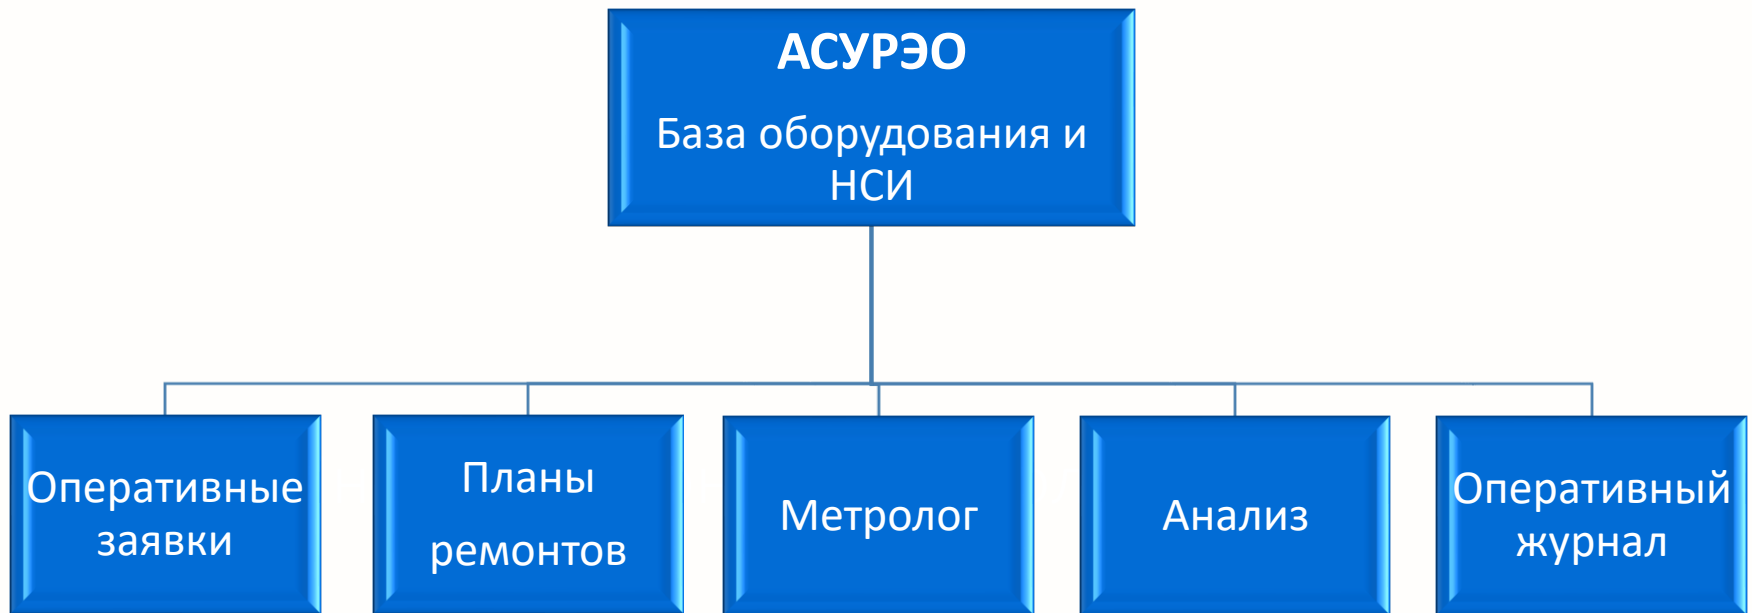 АСУРЭО
База оборудования и
НСИ
Оперативные
заявки
Планы
ремонтов
Метролог
Анализ
Оперативный
журнал